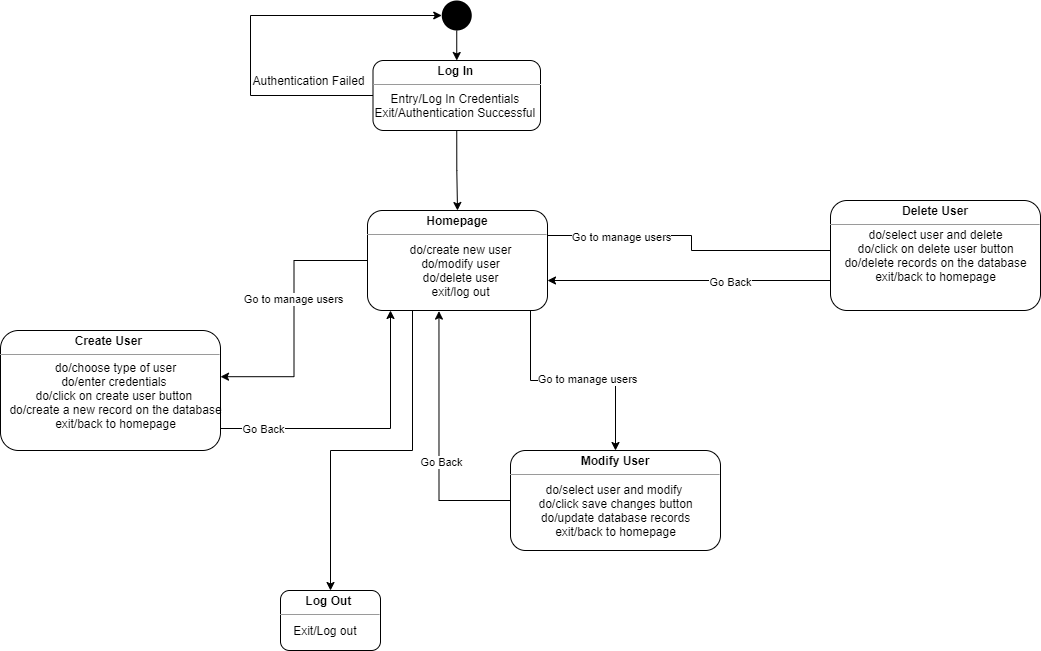 Log In
Authentication Failed
Entry/Log In Credentials
Exit/Authentication Successful
Homepage
do/create new user
do/modify user
do/delete user
exit/log out
Go to manage users
Delete User
do/select user and delete
do/click on delete user button
do/delete records on the database
exit/back to homepage
Go Back
Go to manage users
Create User
do/choose type of user
do/enter credentials
do/click on create user button
do/create a new record on the database
exit/back to homepage
Go Back
Go to manage users
Go Back
Modify User
do/select user and modify
do/click save changes button
do/update database records
exit/back to homepage
Log Out
Exit/Log out